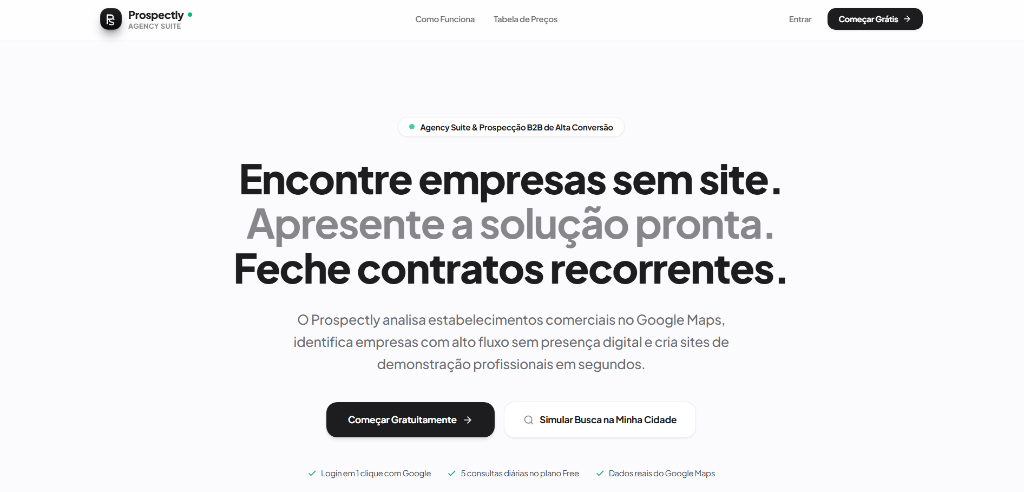 Prospectly
AGENCY SUITE
Como Funciona
Tabela de Preços
Entrar
Começar Grátis
Agency Suite & Prospecção B2B de Alta Conversão
Encontre empresas sem site.
Apresente a solução pronta.
Feche contratos recorrentes.
O Prospectly analisa estabelecimentos comerciais no Google Maps,
identifica empresas com alto fluxo sem presença digital e cria sites de
demonstração profissionais em segundos.
Começar Gratuitamente
Simular Busca na Minha Cidade
Login em 1 clique com Google
5 consultas diárias no plano Free
Dados reais do Google Maps